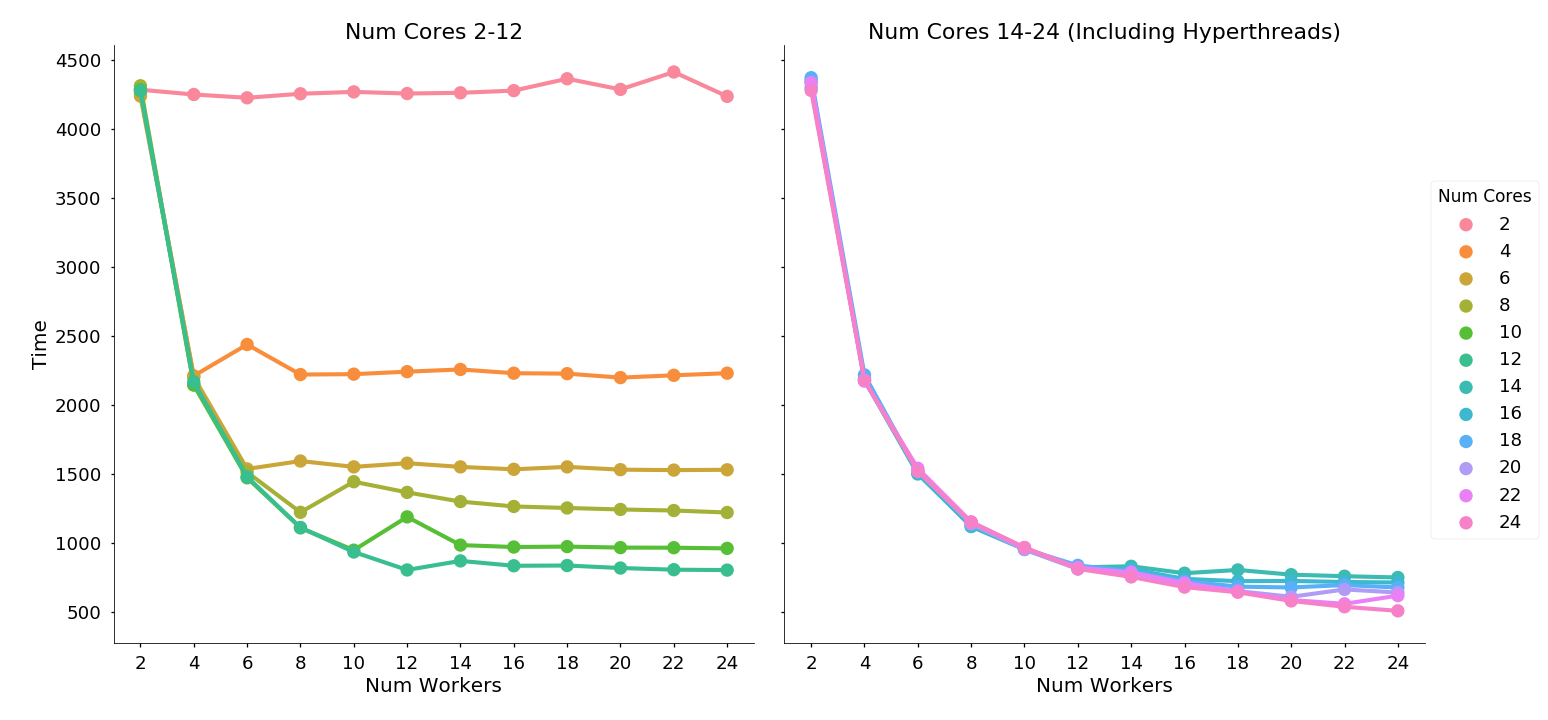 Num Cores 2-12
Num Cores 14-24 (Including Hyperthreads)
Time
4500
4000
3500
3000
2500
2000
1500
1000
500
2 4 6 8 10 12 14 16 18 20 22 24
Num Workers
2 4 6 8 10 12 14 16 18 20 22 24
Num Workers
Num Cores
2
4
6
8
10
12
14
16
18
20
22
24